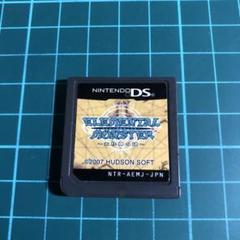 NINTENDO DS
ELEMENTAL
MONSTER
©2007 HUDSON SOFT
NTR-AEMJ-JPN